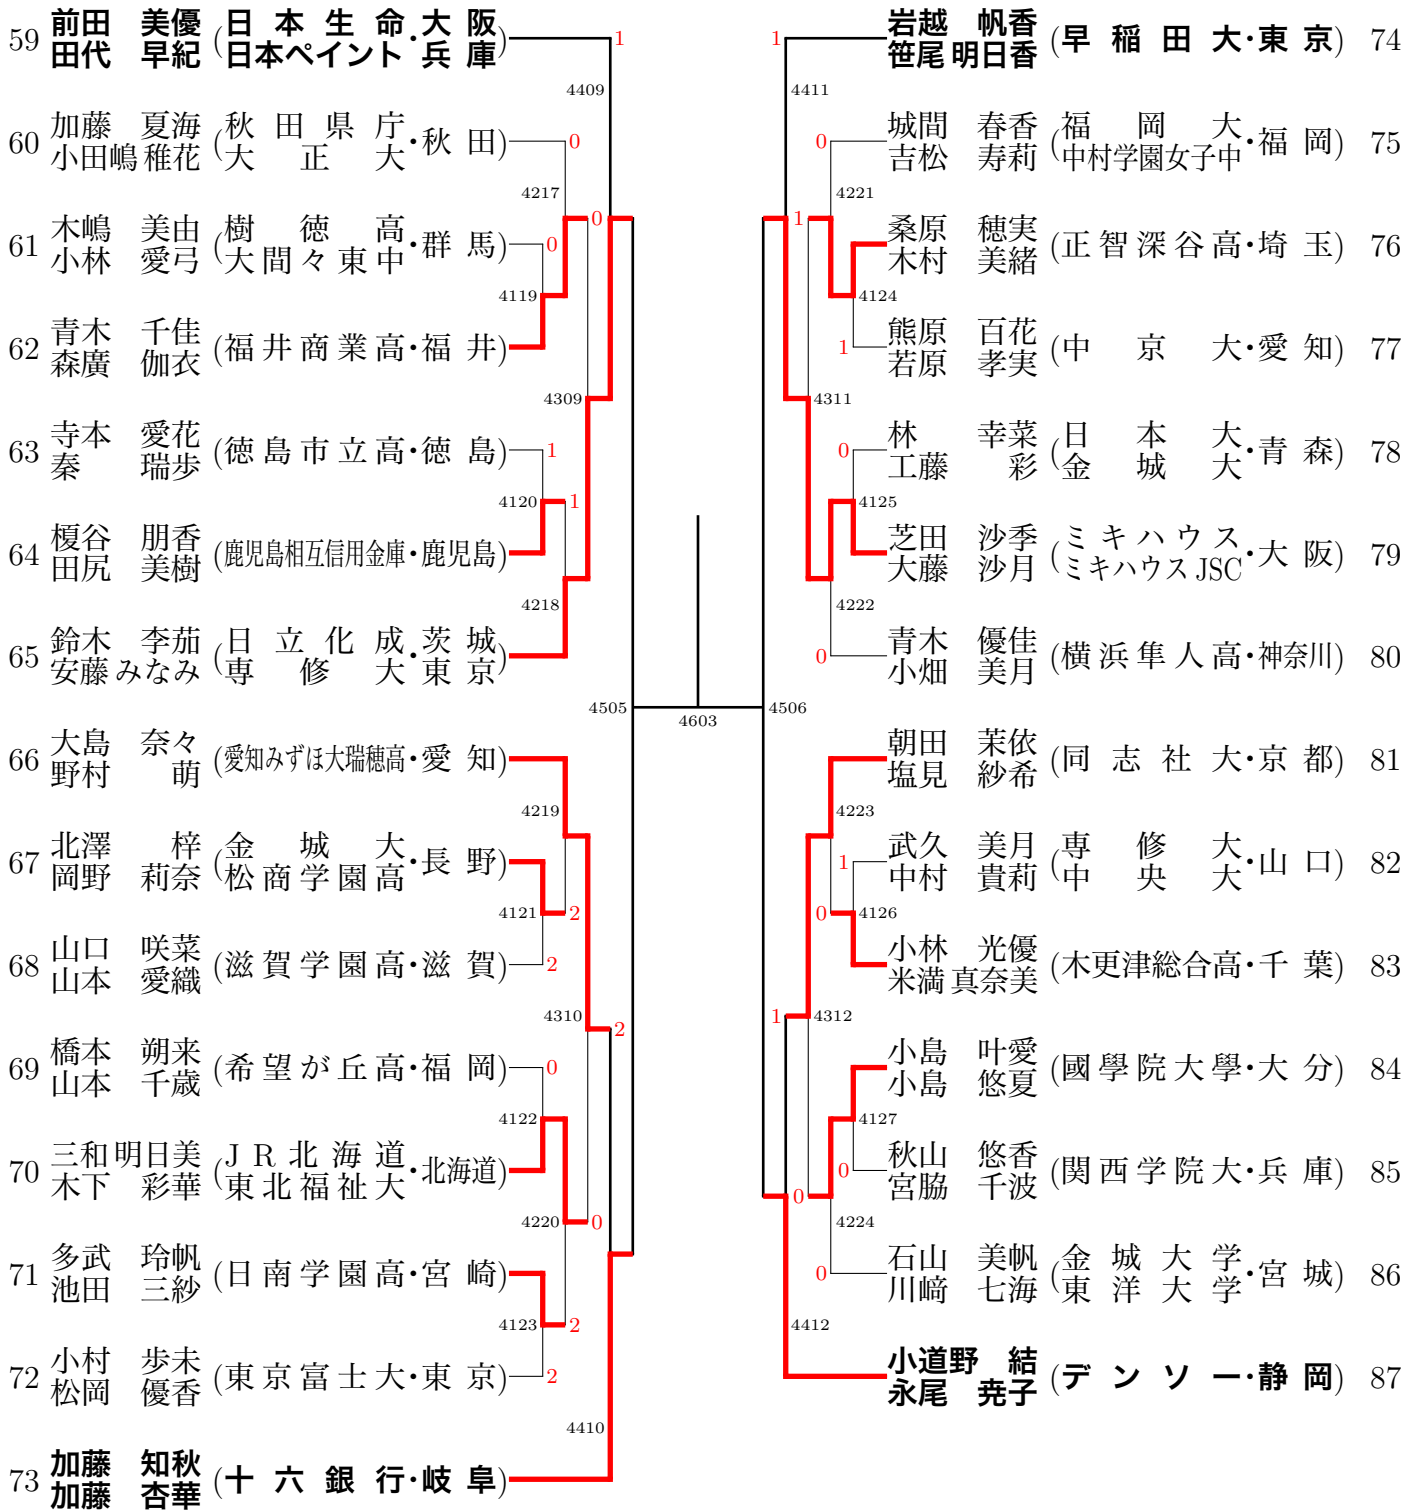 59 前田 美優 (日本生命・大阪)
田代 早紀 (日本ペイント・兵庫)
1
4409
60 加藤 夏海 (秋田県庁・秋田)
小田嶋 稚花 大正大
0
4217
0
61 木嶋 美由 (樹徳高・群馬)
小林 愛弓 大間々東中
0
4119
62 青木 千佳 (福井商業高・福井)
森廣 伽衣
4309
63 寺本 愛花 (徳島市立高・徳島)
秦 瑞歩
1
4120
1
64 榎谷 朋香 (鹿児島相互信用金庫・鹿児島)
田尻 美樹
4218
65 鈴木 李茄 (日立化成・茨城)
安藤 みなみ (専修大・東京)
4505
4603
66 大島 奈々 (愛知みずほ大瑞穂高・愛知)
野村 萌
4219
67 北澤 梓 (金城大・長野)
岡野 莉奈 松商学園高
4121
2
68 山口 咲菜 (滋賀学園高・滋賀)
山本 愛織
2
4310
2
69 橋本 朔来 (希望が丘高・福岡)
山本 千歳
0
4122
70 三和 明日美 (JR北海道・北海道)
木下 彩華 東北福祉大
4220
0
71 多武 玲帆 (日南学園高・宮崎)
池田 三紗
4123
2
72 小村 歩未 (東京富士大・東京)
松岡 優香
2
4410
73 加藤 知秋 (十六銀行・岐阜)
加藤 杏華
1
岩越 帆香 (早稲田大・東京) 74
笹尾 明日香
4411
0
城間 春香 (福岡大・福岡) 75
吉松 寿莉 中村学園女子中
4221
1
桑原 穂実 (正智深谷高・埼玉) 76
木村 美緒
4124
1
熊原 百花 (中京大・愛知) 77
若原 孝実
4311
0
林 幸菜 (日本大・青森) 78
工藤 彩 金城大
4125
芝田 沙季 (ミキハウス・大阪) 79
大藤 沙月 ミキハウスJSC
4222
0
青木 優佳 (横浜隼人高・神奈川) 80
小畑 美月
4506
朝田 茉依 (同志社大・京都) 81
塩見 紗希
4223
1
武久 美月 (専修大・山口) 82
中村 貴莉 中央大
0
4126
小林 光優 (木更津総合高・千葉) 83
米満 真奈美
1
4312
小島 叶愛 (國學院大學・大分) 84
小島 悠夏
4127
0
秋山 悠香 (関西学院大・兵庫) 85
宮脇 千波
0
4224
0
石山 美帆 (金城大学・宮城) 86
川﨑 七海 東洋大学
4412
小道野 結 (デンソー・静岡) 87
永尾 尭子